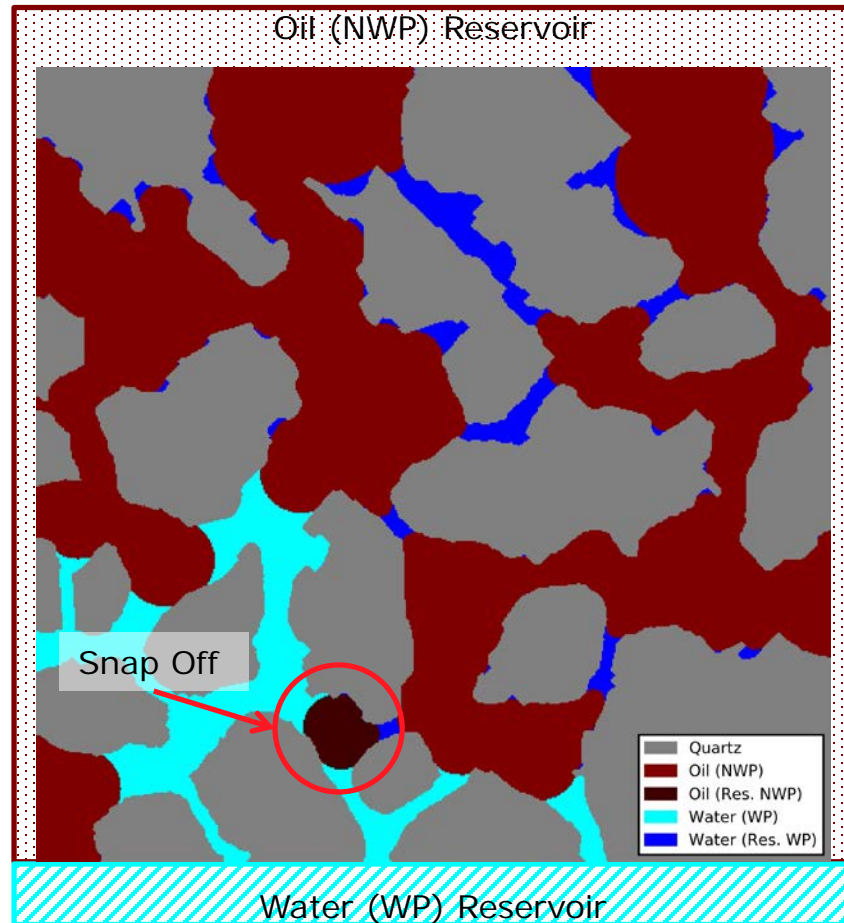 Oil (NWP) Reservoir
Snap Off
Quartz
Oil (NWP)
Oil (Res. NWP)
Water (WP)
Water (Res. WP)
Water (WP) Reservoir